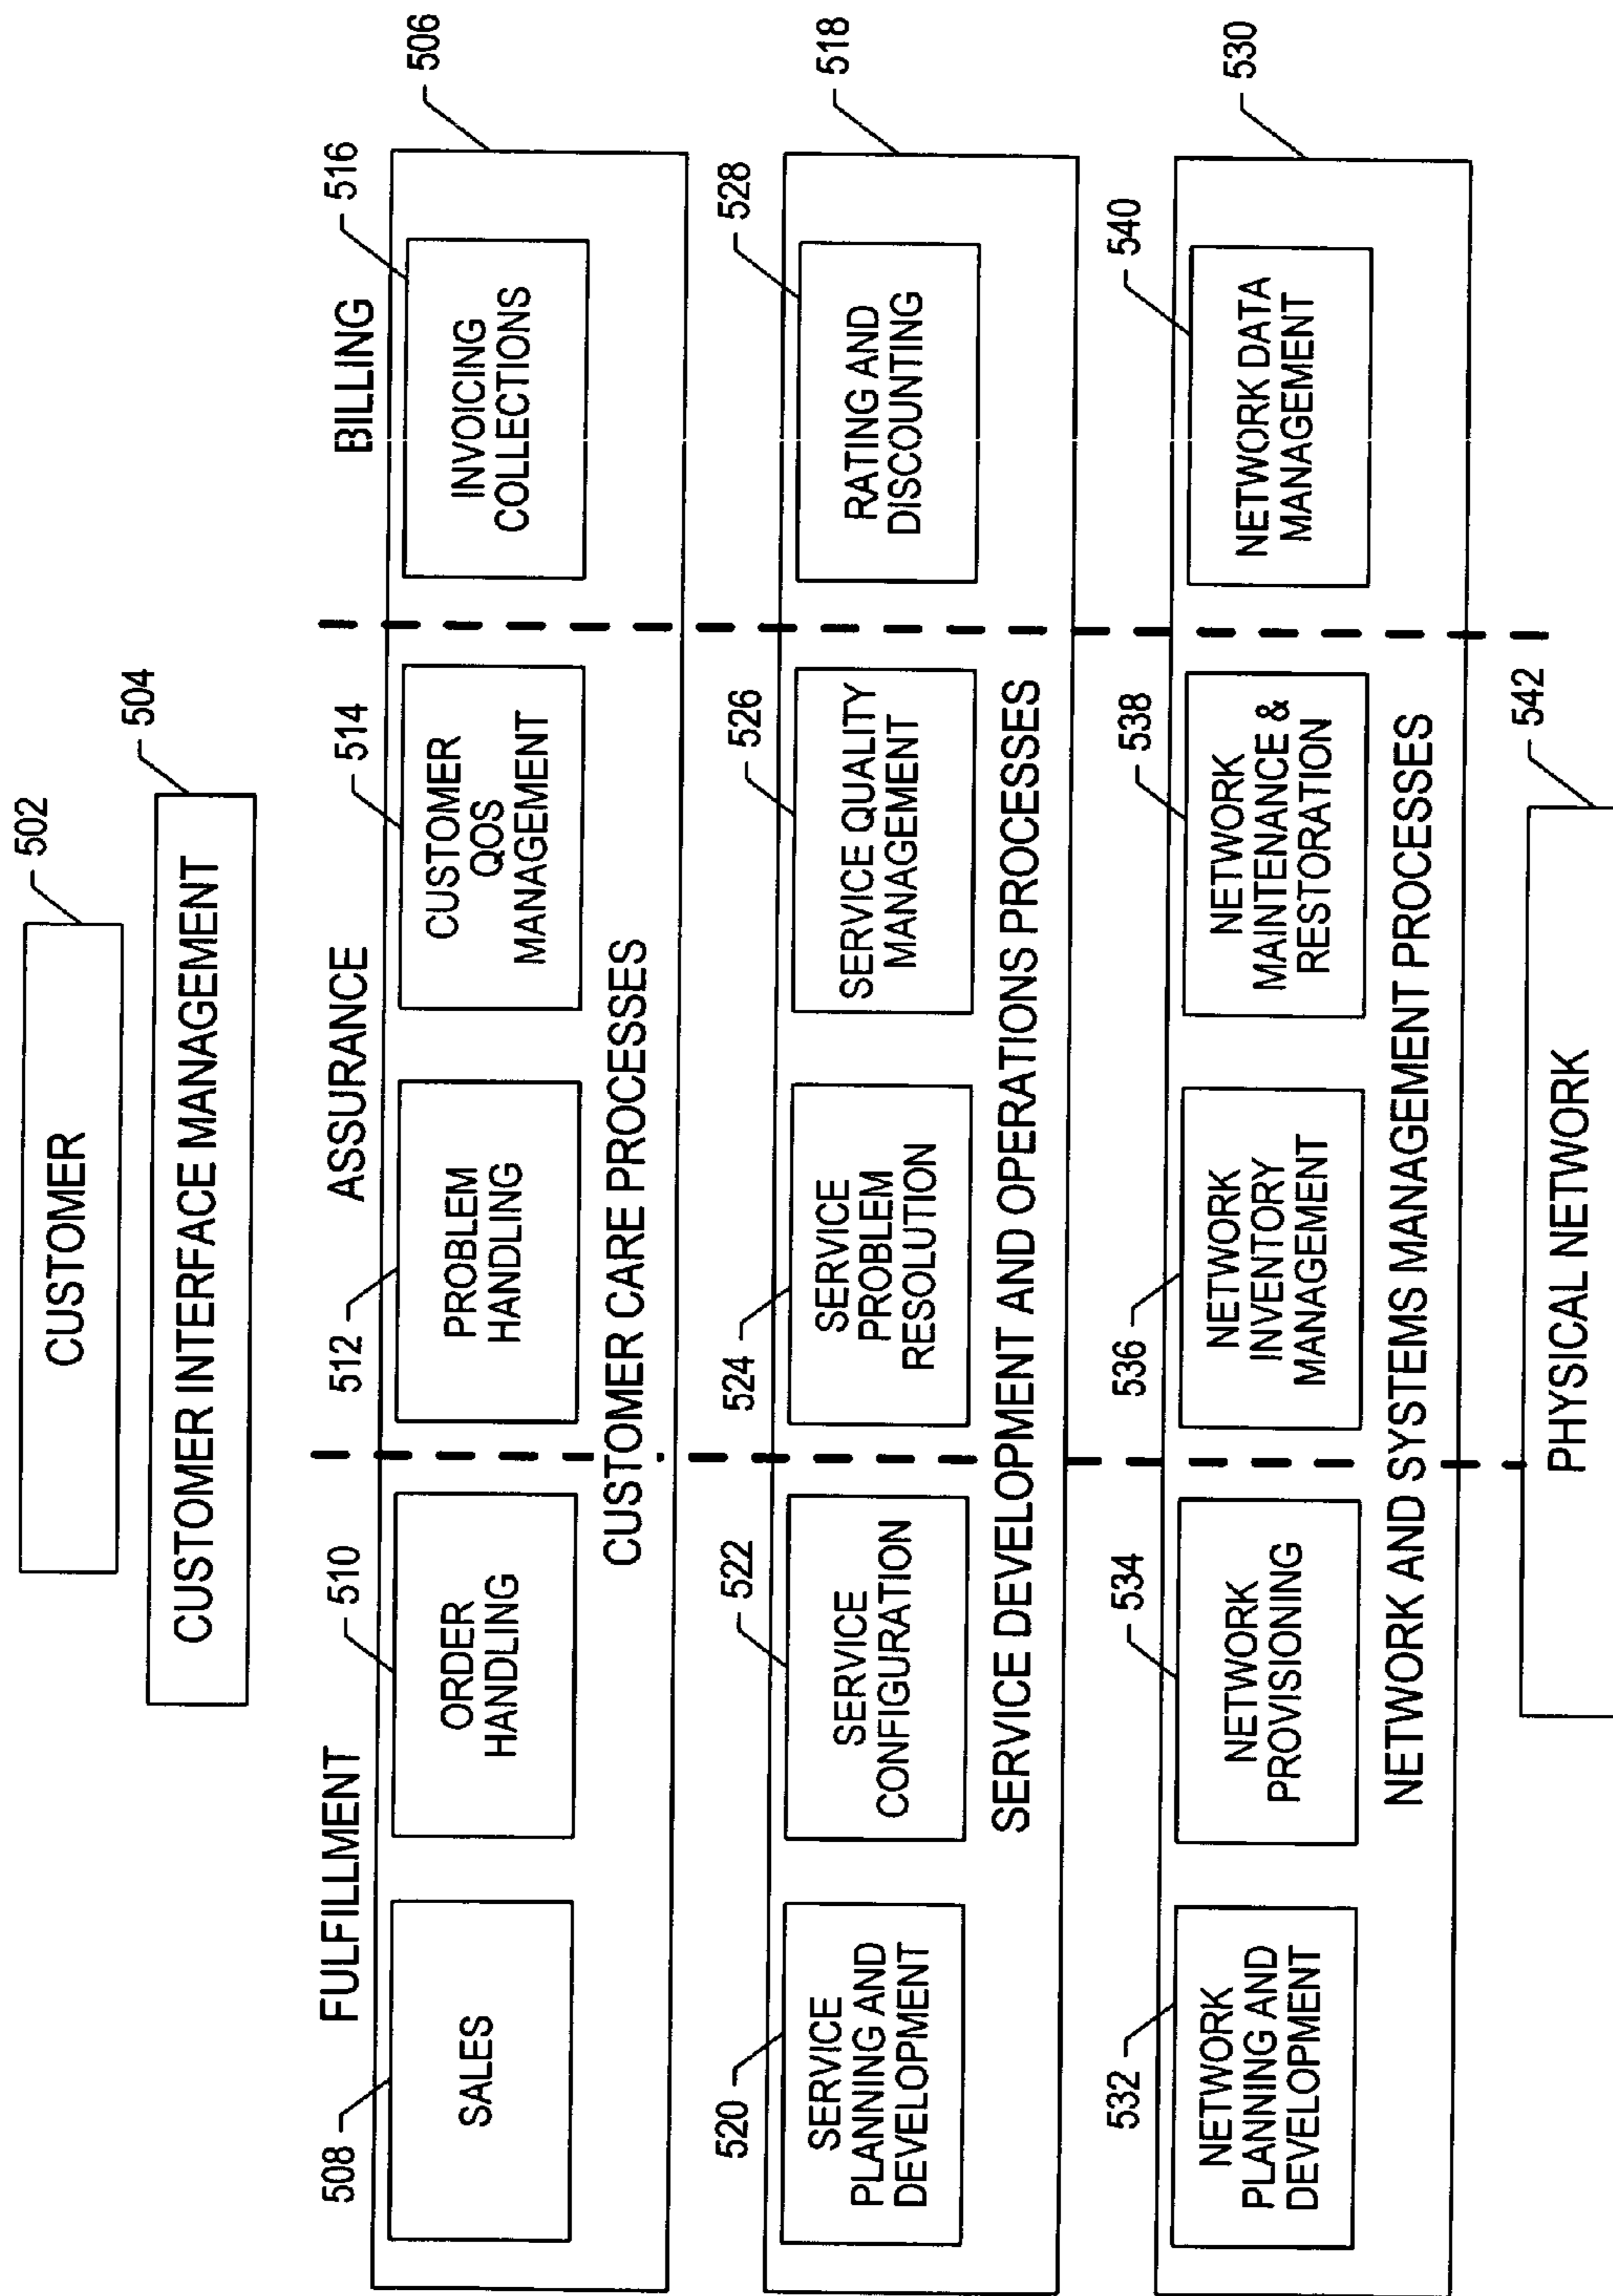 CUSTOMER
502
CUSTOMER INTERFACE MANAGEMENT
504
FULFILLMENT
ASSURANCE
BILLING
506
508
SALES
510
ORDER
HANDLING
512
PROBLEM
HANDLING
514
CUSTOMER
QOS
MANAGEMENT
516
INVOICING
COLLECTIONS
CUSTOMER CARE PROCESSES
518
520
SERVICE
PLANNING AND
DEVELOPMENT
522
SERVICE
CONFIGURATION
524
SERVICE
PROBLEM
RESOLUTION
526
SERVICE QUALITY
MANAGEMENT
528
RATING AND
DISCOUNTING
SERVICE DEVELOPMENT AND OPERATIONS PROCESSES
530
532
NETWORK
PLANNING AND
DEVELOPMENT
534
NETWORK
PROVISIONING
536
NETWORK
INVENTORY
MANAGEMENT
538
NETWORK
MAINTENANCE &
RESTORATION
540
NETWORK DATA
MANAGEMENT
NETWORK AND SYSTEMS MANAGEMENT PROCESSES
542
PHYSICAL NETWORK